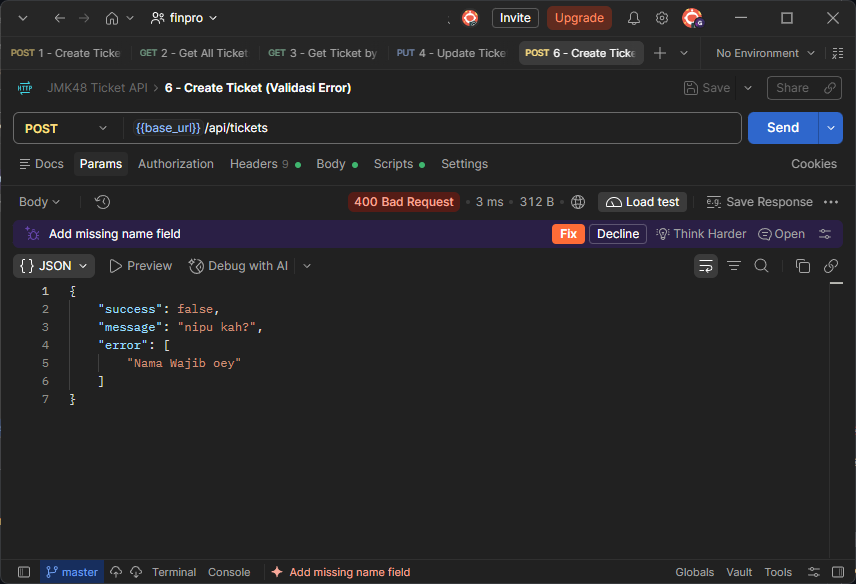 finpro
Invite
Upgrade
POST 1 - Create Ticke
GET 2 - Get All Ticket
GET 3 - Get Ticket by
PUT 4 - Update Ticke
POST 6 - Create Ticke
No Environment
HTTP
JMK48 Ticket API > 6 - Create Ticket (Validasi Error)
Save
Share
POST
{{base_url}} /api/tickets
Send
Docs
Params
Authorization
Headers 9
Body
Scripts
Settings
Cookies
Body
400 Bad Request
3 ms
312 B
Load test
e.g. Save Response
Add missing name field
Fix
Decline
Think Harder
Open
{} JSON
Preview
Debug with AI
1 {
2 "success": false,
3 "message": "nipu kah?",
4 "error": [
5 "Nama Wajib oey"
6 ]
7 }
master
Terminal
Console
Add missing name field
Globals
Vault
Tools